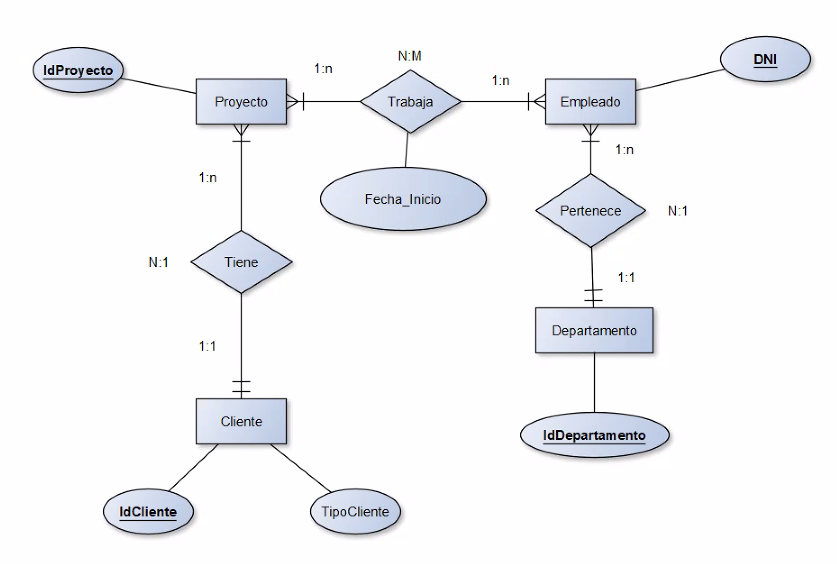 N:M
DNI
IdProyecto
1:n
1:n
Proyecto
Trabaja
Empleado
1:n
1:n
Fecha_Inicio
Pertenece
N:1
N:1
Tiene
1:1
Departamento
1:1
Cliente
IdDepartamento
IdCliente
TipoCliente